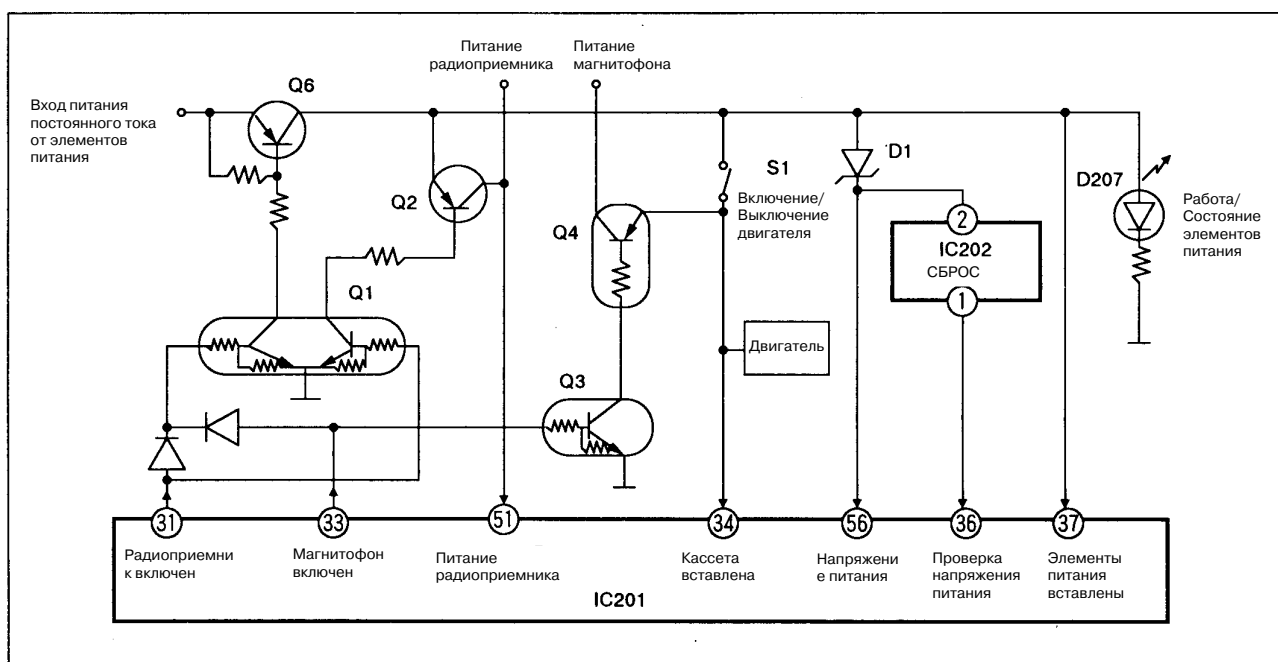 Питание
радиоприемника
Питание
магнитофона
Q6
Вход питания
постоянного тока
от элементов
питания
Q2
S1
Включение/
Выключение
двигателя
D1
D207
Работа/
Состояние
элементов
питания
Q4
2
IC202
СБРОС
1
Q1
Двигатель
Q3
31
33
51
34
56
36
37
Радиоприемни
к включен
Магнитофон
включен
Питание
радиоприемника
Кассета
вставлена
Напряжени
е питания
Проверка
напряжения
питания
Элементы
питания
вставлены
IC201